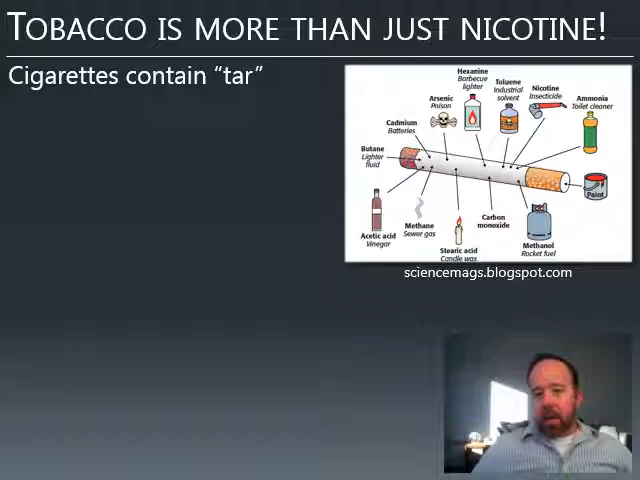 TOBACCO IS MORE THAN JUST NICOTINE!
Cigarettes contain “tar”
Hexanine
Barbecue
lighter
Toluene
Industrial
solvent
Nicotine
Insecticide
Arsenic
Poison
Ammonia
Toilet cleaner
Cadmium
Batteries
Butane
Lighter
fluid
Paint
Acetic acid
Vinegar
Methane
Sewer gas
Stearic acid
Candle wax
Carbon
monoxide
Methanol
Rocket fuel
sciencemags.blogspot.com